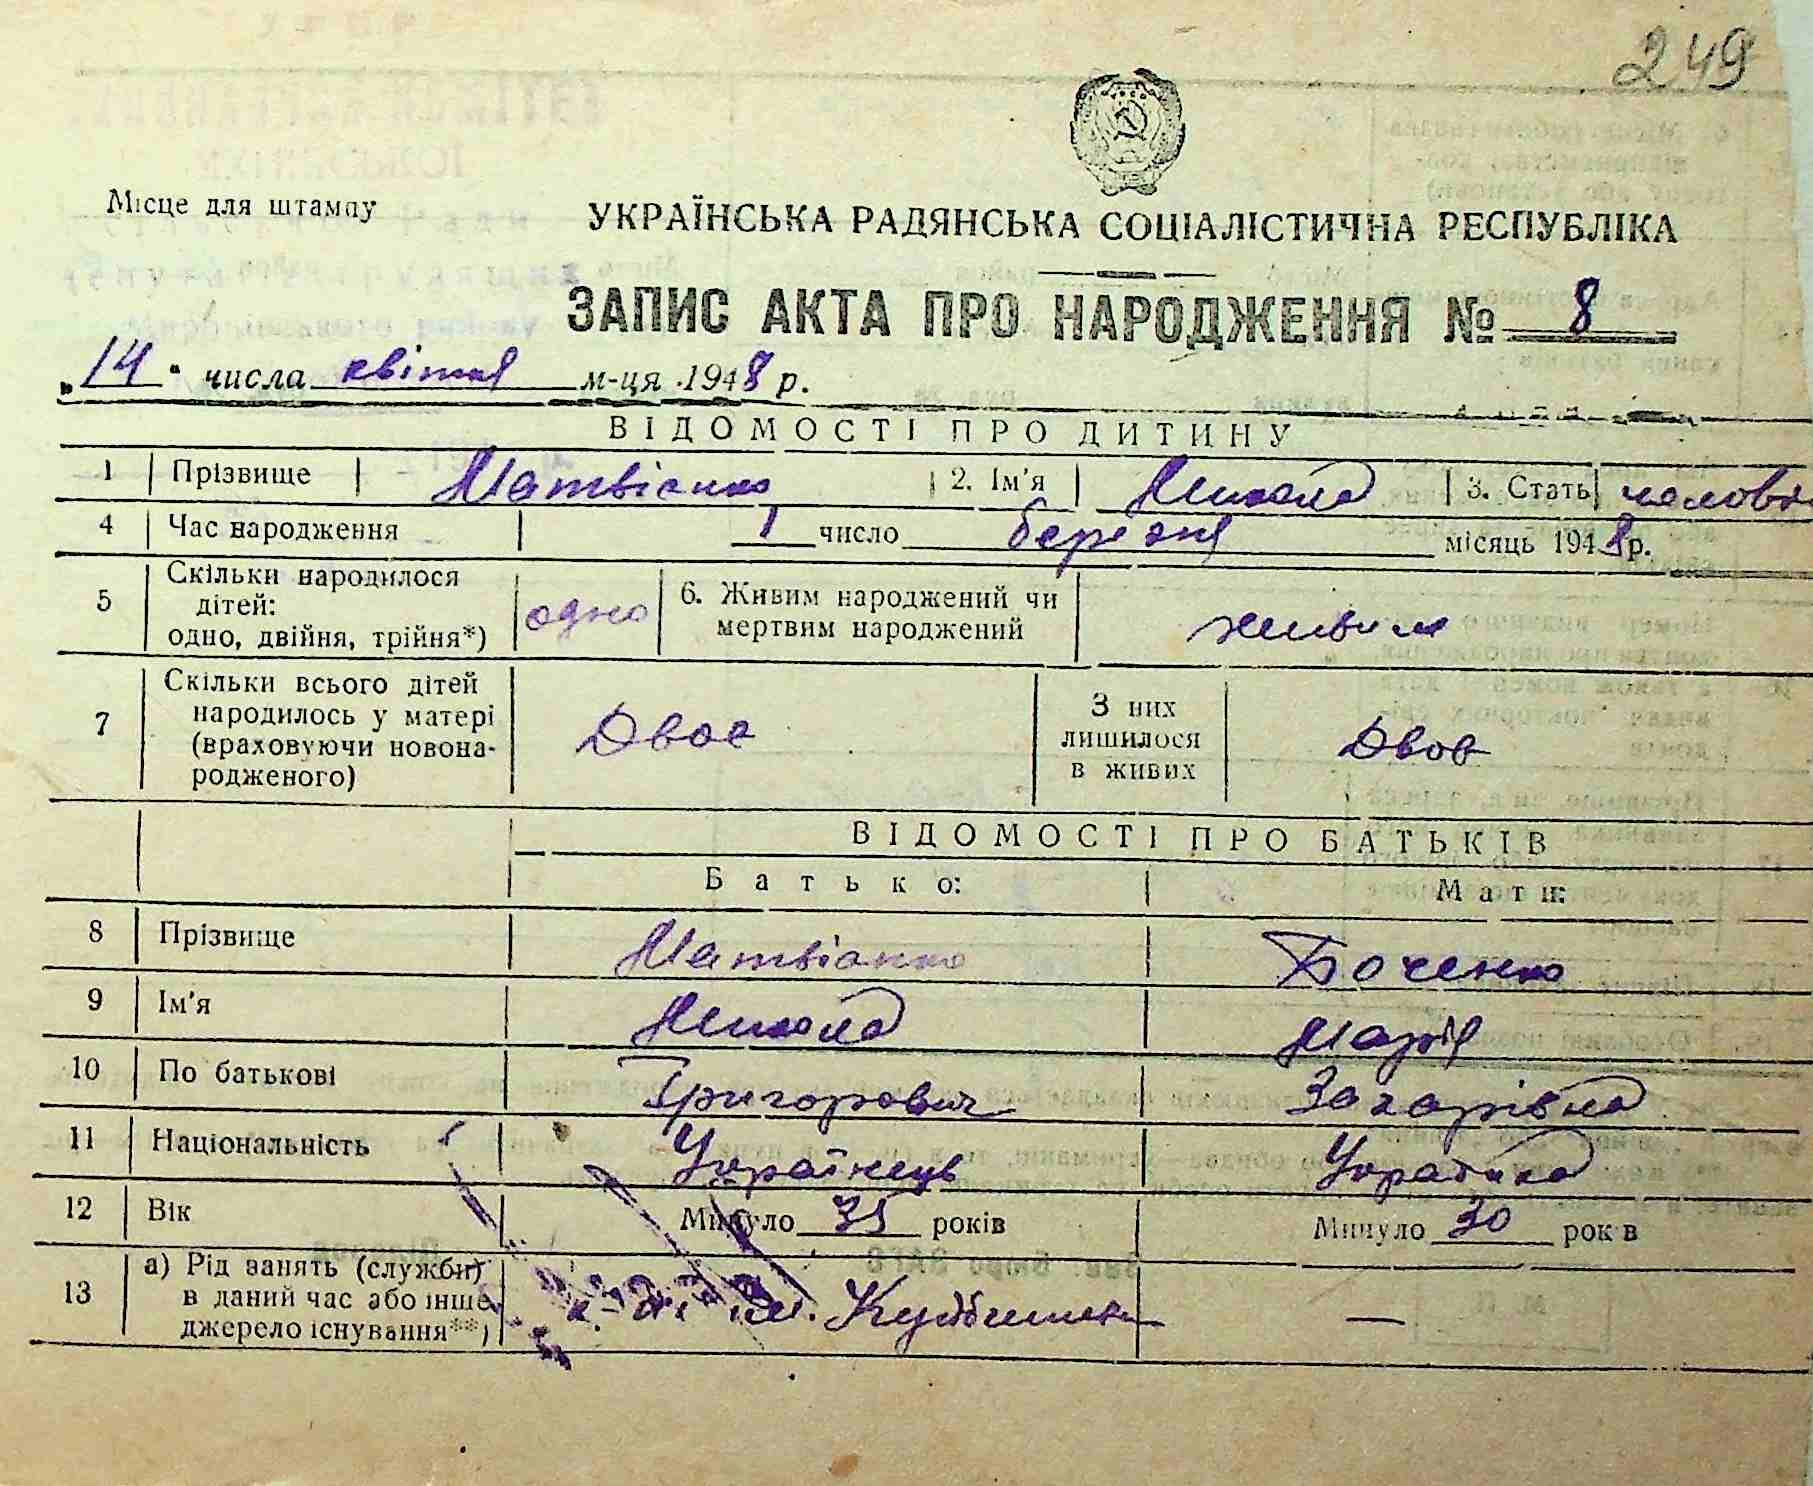 249
Місце для штампу
УКРАЇНСЬКА РАДЯНСЬКА СОЦІАЛІСТИЧНА РЕСПУБЛІКА
ЗАПИС АКТА ПРО НАРОДЖЕННЯ № 8
„14" числа квітня м-ця 1948 р.
ВІДОМОСТІ ПРО ДИТИНУ
1 Прізвище Матвієнко 2. Ім'я Микола 3. Стать чолові
4 Час народження 1 число березня місяць 1948 р.
5 Скільки народилося дітей: одно, двійня, трійня*) одно 6. Живим народжений чи мертвим народжений живим
7 Скільки всього дітей народилось у матері (враховуючи новонародженого) Двоє З них лишилося в живих Двоє
ВІДОМОСТІ ПРО БАТЬКІВ
Батько: Мати:
8 Прізвище Матвієнко Боченко
9 Ім'я Микола Марія
10 По батькові Григорович Захарівна
11 Національність Українець Українка
12 Вік Минуло 35 років Минуло 30 років
13 а) Рід занять (служби) в даний час або інше джерело існування**) ім. Куйбишева —